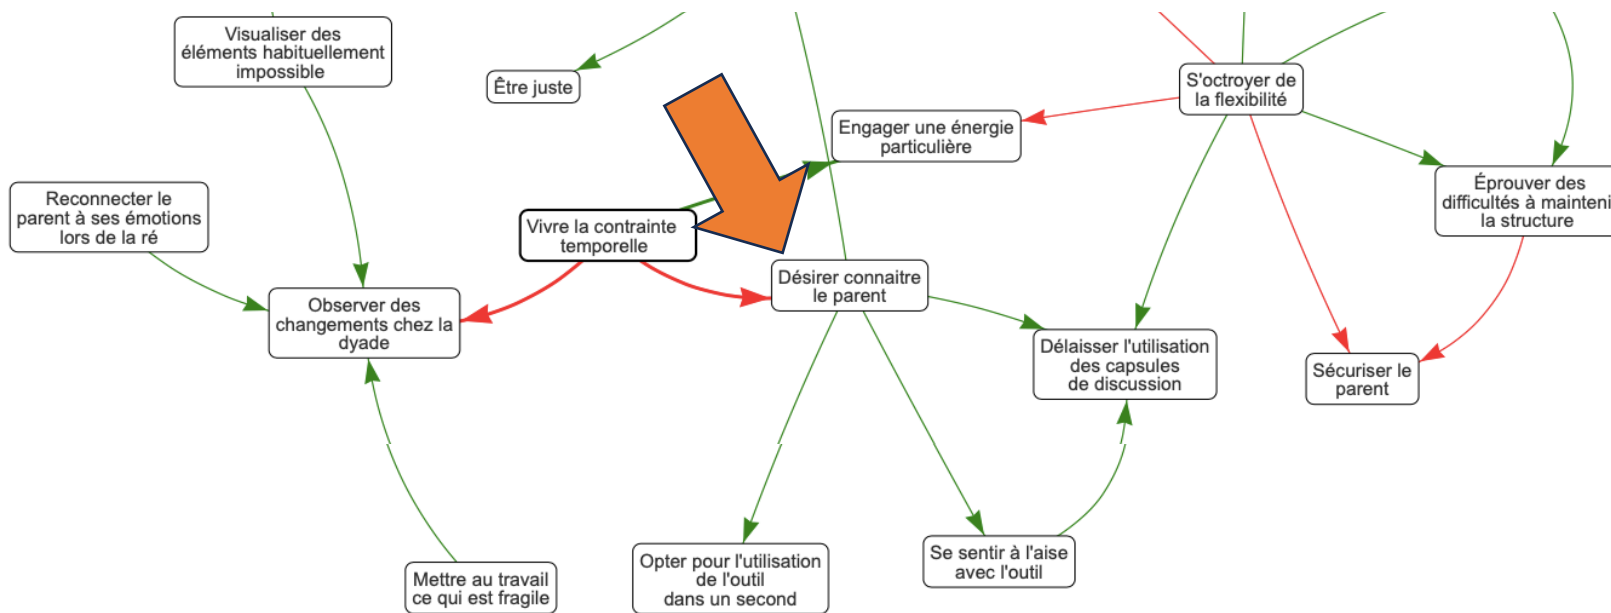 Visualiser des
éléments habituellement
impossible
Être juste
S'octroyer de
la flexibilité
Engager une énergie
particulière
Reconnecter le
parent à ses émotions
lors de la ré
Éprouver des
difficultés à mainteni
la structure
Vivre la contrainte
temporelle
Désirer connaitre
le parent
Observer des
changements chez la
dyade
Délaisser l'utilisation
des capsules
de discussion
Sécuriser le
parent
Opter pour l'utilisation
de l'outil
dans un second
Se sentir à l'aise
avec l'outil
Mettre au travail
ce qui est fragile